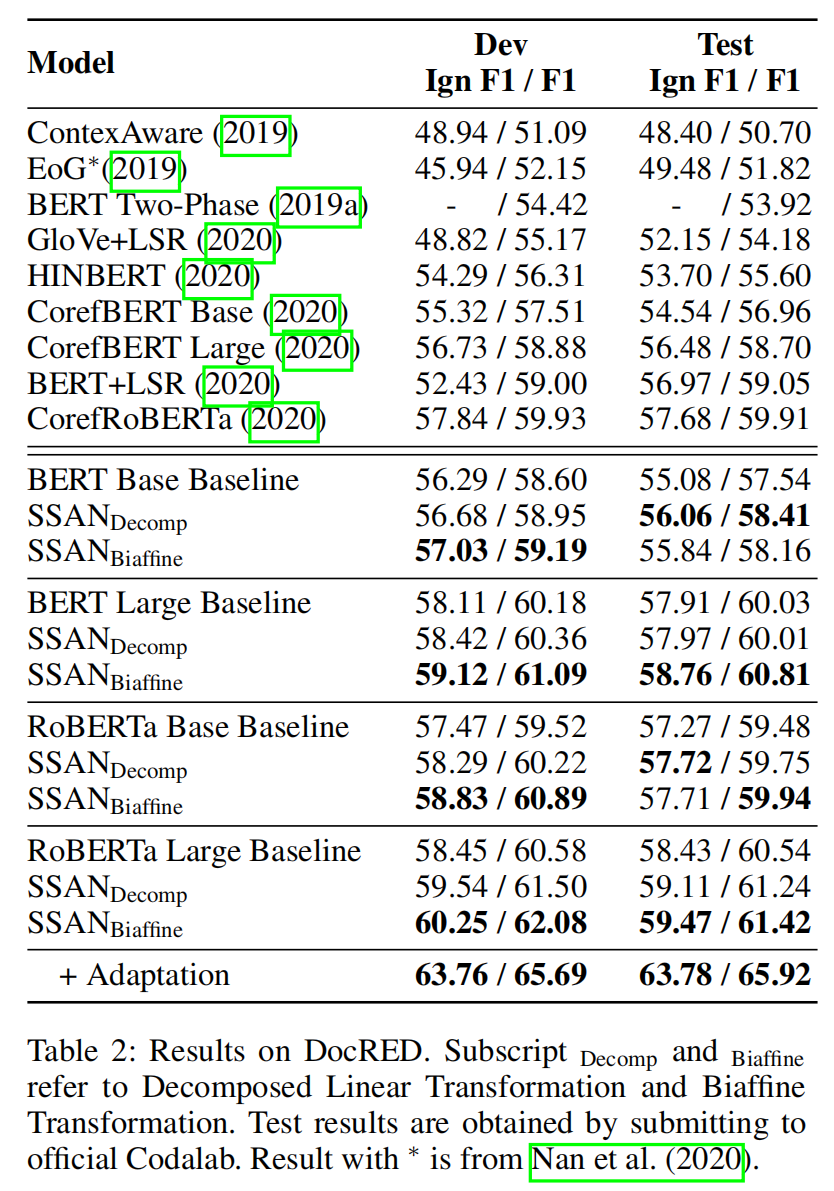 Model Dev Test
Ign F1 / F1 Ign F1 / F1
ContexAware (2019) 48.94 / 51.09 48.40 / 50.70
EoG*(2019) 45.94 / 52.15 49.48 / 51.82
BERT Two-Phase (2019a) - / 54.42 - / 53.92
GloVe+LSR (2020) 48.82 / 55.17 52.15 / 54.18
HINBERT (2020) 54.29 / 56.31 53.70 / 55.60
CorefBERT Base (2020) 55.32 / 57.51 54.54 / 56.96
CorefBERT Large (2020) 56.73 / 58.88 56.48 / 58.70
BERT+LSR (2020) 52.43 / 59.00 56.97 / 59.05
CorefRoBERTa (2020) 57.84 / 59.93 57.68 / 59.91
BERT Base Baseline 56.29 / 58.60 55.08 / 57.54
SSAN Decomp 56.68 / 58.95 56.06 / 58.41
SSAN Biaffine 57.03 / 59.19 55.84 / 58.16
BERT Large Baseline 58.11 / 60.18 57.91 / 60.03
SSAN Decomp 58.42 / 60.36 57.97 / 60.01
SSAN Biaffine 59.12 / 61.09 58.76 / 60.81
RoBERTa Base Baseline 57.47 / 59.52 57.27 / 59.48
SSAN Decomp 58.29 / 60.22 57.72 / 59.75
SSAN Biaffine 58.83 / 60.89 57.71 / 59.94
RoBERTa Large Baseline 58.45 / 60.58 58.43 / 60.54
SSAN Decomp 59.54 / 61.50 59.11 / 61.24
SSAN Biaffine 60.25 / 62.08 59.47 / 61.42
+ Adaptation 63.76 / 65.69 63.78 / 65.92
Table 2: Results on DocRED. Subscript Decomp and Biaffine
refer to Decomposed Linear Transformation and Biaffine
Transformation. Test results are obtained by submitting to
official Codalab. Result with * is from Nan et al. (2020).